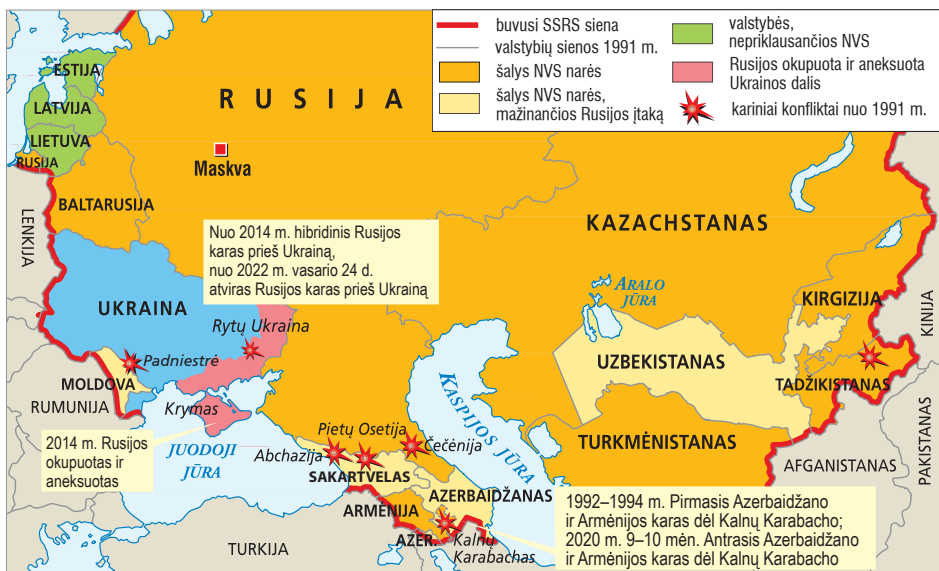 buvusi SSRS siena
valstybių sienos 1991 m.
šalys NVS narės
šalys NVS narės,
mažinančios Rusijos įtaką
valstybės,
nepriklausančios NVS
Rusijos okupuota ir aneksuota
Ukrainos dalis
kariniai konfliktai nuo 1991 m.
ESTIJA
LATVIJA
LIETUVA
RUSIJA
RUSIJA
Maskva
BALTARUSIJA
LENKIJA
KAZACHSTANAS
Nuo 2014 m. hibridinis Rusijos
karas prieš Ukrainą,
nuo 2022 m. vasario 24 d.
atviras Rusijos karas prieš Ukrainą
UKRAINA
Rytų Ukraina
ARALO
JŪRA
KIRGIZIJA
KINIJA
Padniestrė
MOLDOVA
RUMUNIJA
UZBEKISTANAS
TADŽIKISTANAS
Krymas
KASPIJOS JŪRA
2014 m. Rusijos
okupuotas ir
aneksuotas
JUODOJI
JŪRA
Pietų Osetija
Abchazija
Čečėnija
TURKMĖNISTANAS
AFGANISTANAS
PAKISTANAS
SAKARTVELAS
AZERBAIDŽANAS
ARMĖNIJA
AZER.
Kalnų
Karabachas
TURKIJA
1992–1994 m. Pirmasis Azerbaidžano
ir Armėnijos karas dėl Kalnų Karabacho;
2020 m. 9–10 mėn. Antrasis Azerbaidžano
ir Armėnijos karas dėl Kalnų Karabacho